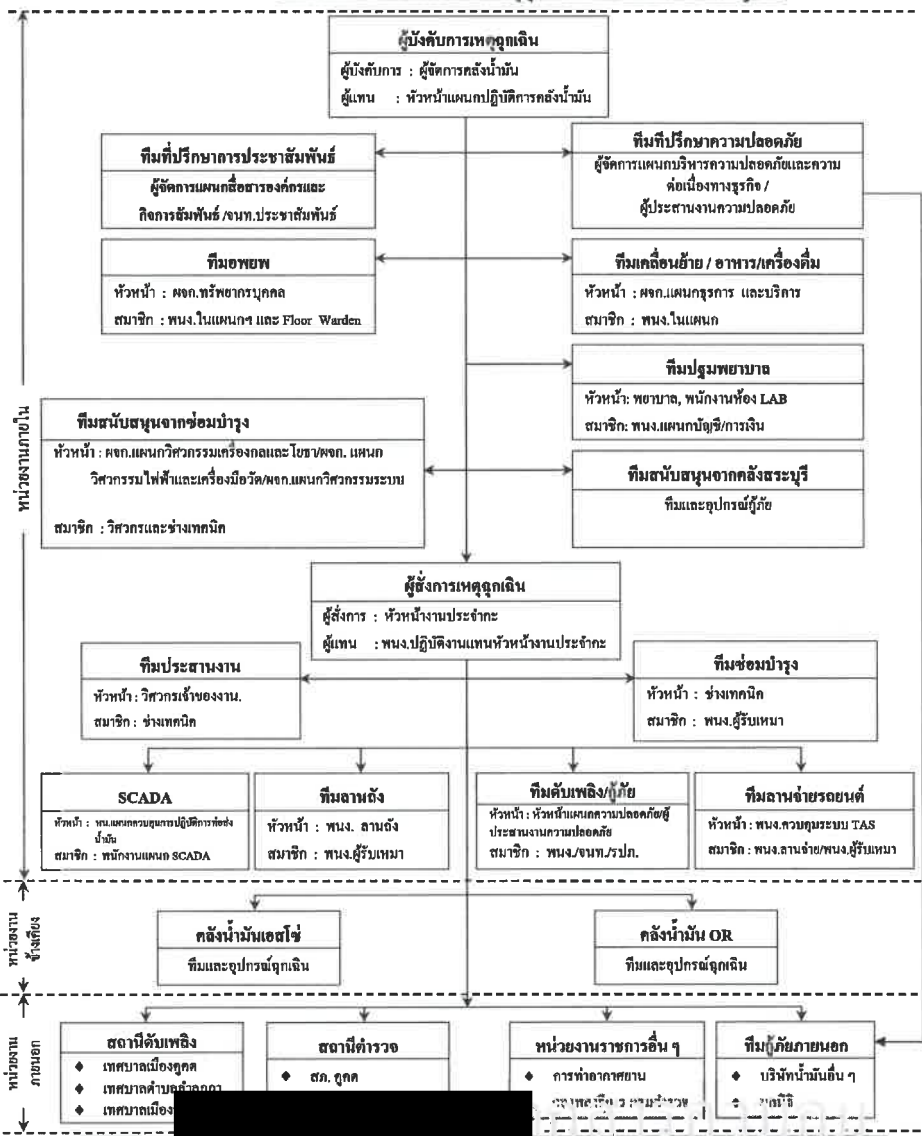 ผู้บังคับการเหตุฉุกเฉิน
ผู้บังคับการ : ผู้จัดการคลังน้ำมัน
ผู้แทน : หัวหน้าแผนกปฏิบัติการคลังน้ำมัน
ทีมที่ปรึกษาการประชาสัมพันธ์
ผู้จัดการแผนกสื่อสารองค์กรและ
กิจการสัมพันธ์ /จนท.ประชาสัมพันธ์
ทีมที่ปรึกษาความปลอดภัย
ผู้จัดการแผนกบริหารความปลอดภัยและความ
ต่อเนื่องทางธุรกิจ /
ผู้ประสานงานความปลอดภัย
ทีมอพยพ
หัวหน้า : ผจก.ทรัพยากรบุคคล
สมาชิก : พนง.ในแผนกฯ และ Floor Warden
ทีมเคลื่อนย้าย / อาหาร/เครื่องดื่ม
หัวหน้า : ผจก.แผนกธุรการ และบริการ
สมาชิก : พนง.ในแผนก
ทีมปฐมพยาบาล
หัวหน้า: พยาบาล, พนักงานห้อง LAB
สมาชิก: พนง.แผนกบัญชี/การเงิน
หน่วยงานภายใน
ทีมสนับสนุนจากซ่อมบำรุง
หัวหน้า : ผจก.แผนกวิศวกรรมเครื่องกลและโยธา/ผจก. แผนก
วิศวกรรมไฟฟ้าและเครื่องมือวัด/ผจก.แผนกวิศวกรรมระบบ
สมาชิก : วิศวกรและช่างเทคนิค
ทีมสนับสนุนจากคลังสระบุรี
ทีมและอุปกรณ์กู้ภัย
ผู้สั่งการเหตุฉุกเฉิน
ผู้สั่งการ : หัวหน้างานประจำกะ
ผู้แทน : พนง.ปฏิบัติงานแทนหัวหน้างานประจำกะ
ทีมประสานงาน
หัวหน้า : วิศวกรเจ้าของงาน.
สมาชิก : ช่างเทคนิค
ทีมซ่อมบำรุง
หัวหน้า : ช่างเทคนิค
สมาชิก : พนง.ผู้รับเหมา
SCADA
หัวหน้า : หน.แผนกควบคุมการปฏิบัติการท่อส่ง
น้ำมัน
สมาชิก : พนักงานแผนก SCADA
ทีมลานถัง
หัวหน้า : พนง. ลานถัง
สมาชิก : พนง.ผู้รับเหมา
ทีมดับเพลิง/กู้ภัย
หัวหน้า: หัวหน้าแผนกความปลอดภัย/ผู้
ประสานงานความปลอดภัย
สมาชิก : พนง./จนท./รปภ.
ทีมลานจ่ายรถยนต์
หัวหน้า: พนง.ควบคุมระบบ TAS
สมาชิก : พนง.ลานจ่าย/พนง.ผู้รับเหมา
หน่วยงาน
ข้างเคียง
คลังน้ำมันเอสโซ่
ทีมและอุปกรณ์ฉุกเฉิน
คลังน้ำมัน OR
ทีมและอุปกรณ์ฉุกเฉิน
หน่วยงาน
ภายนอก
สถานีดับเพลิง
◆ เทศบาลเมืองคูคต
◆ เทศบาลตำบลลำลูกกา
◆ เทศบาลเมือง
สถานีตำรวจ
◆ สภ. คูคต
หน่วยงานราชการอื่น ๆ
◆ การท่าอากาศยาน
ทีมกู้ภัยภายนอก
◆ บริษัทน้ำมันอื่น ๆ
◆ มูลนิธิ